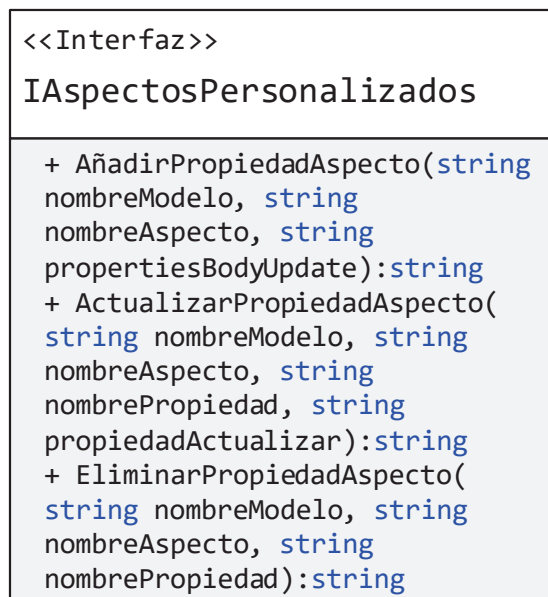 <<Interfaz>>
IAspectosPersonalizados
+ AñadirPropiedadAspecto(string
nombreModelo, string
nombreAspecto, string
propertiesBodyUpdate):string
+ ActualizarPropiedadAspecto(
string nombreModelo, string
nombreAspecto, string
nombrePropiedad, string
propiedadActualizar):string
+ EliminarPropiedadAspecto(
string nombreModelo, string
nombreAspecto, string
nombrePropiedad):string